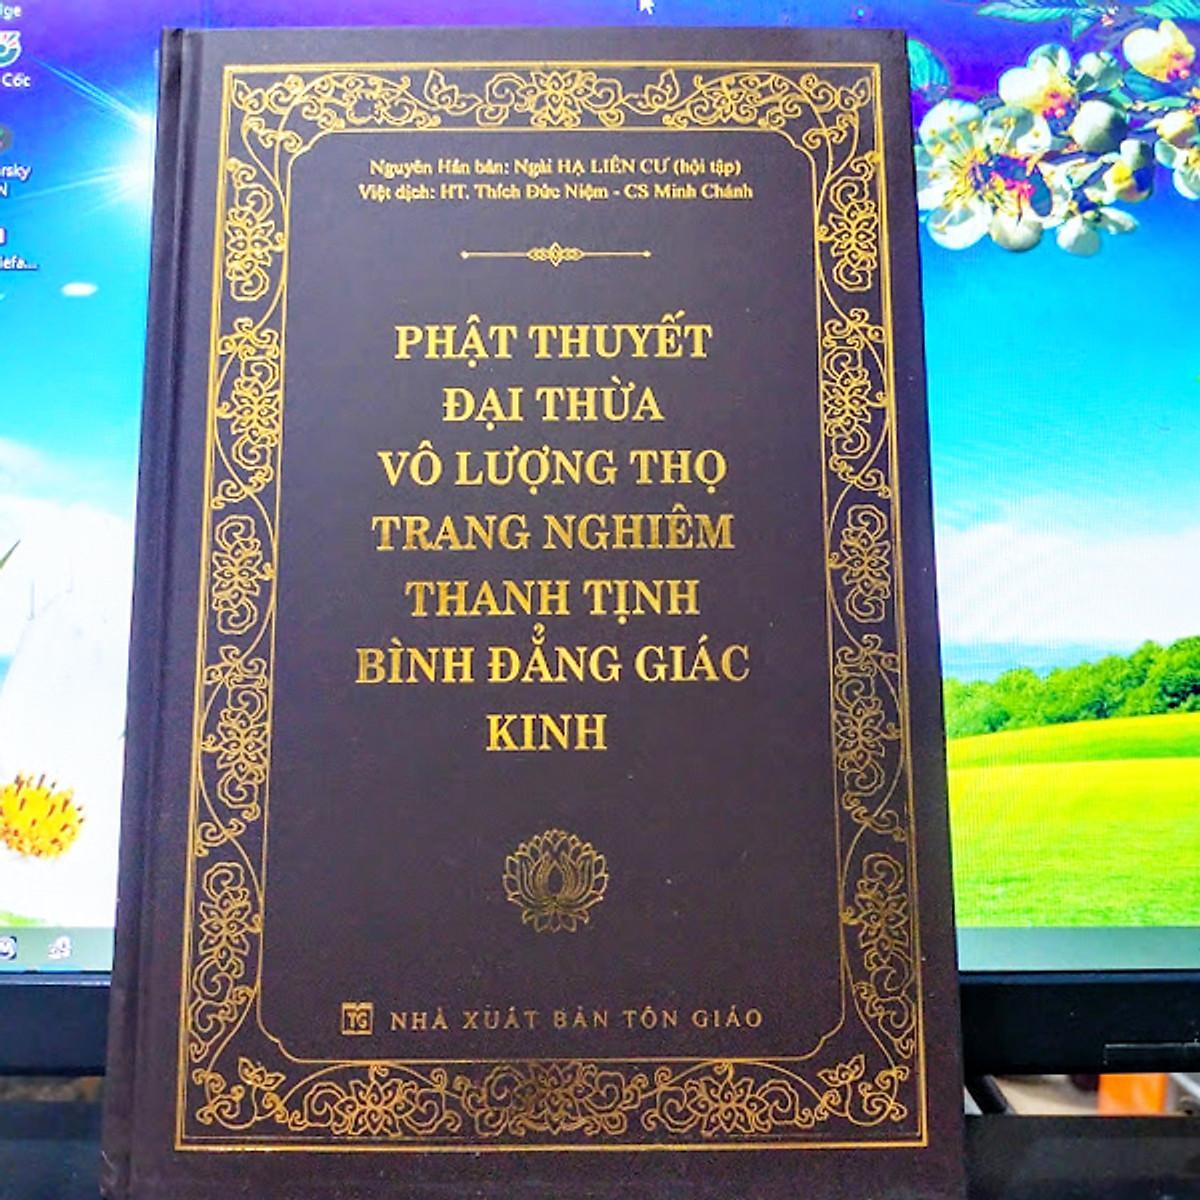 Cốc
Nguyên Hán bản: Ngài HẠ LIÊN CƯ (hội tập)
Việt dịch: HT. Thích Đức Niệm - CS Minh Chánh
PHẬT THUYẾT
ĐẠI THỪA
VÔ LƯỢNG THỌ
TRANG NGHIÊM
THANH TỊNH
BÌNH ĐẲNG GIÁC
KINH
TG NHÀ XUẤT BẢN TÔN GIÁO